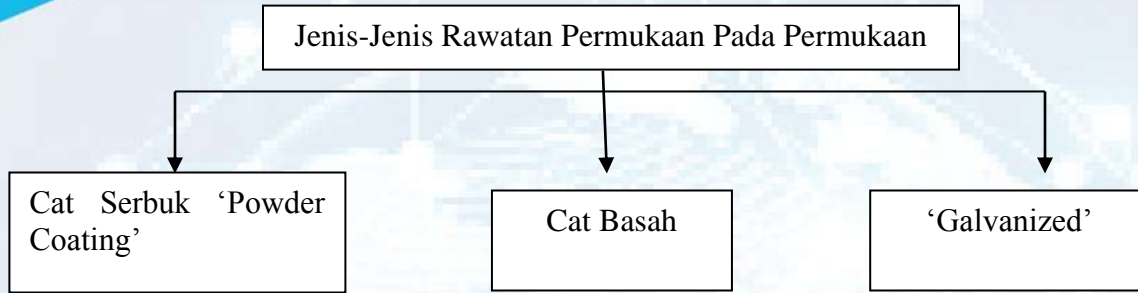 Jenis-Jenis Rawatan Permukaan Pada Permukaan
Cat Serbuk ‘Powder
Coating’
Cat Basah
‘Galvanized’